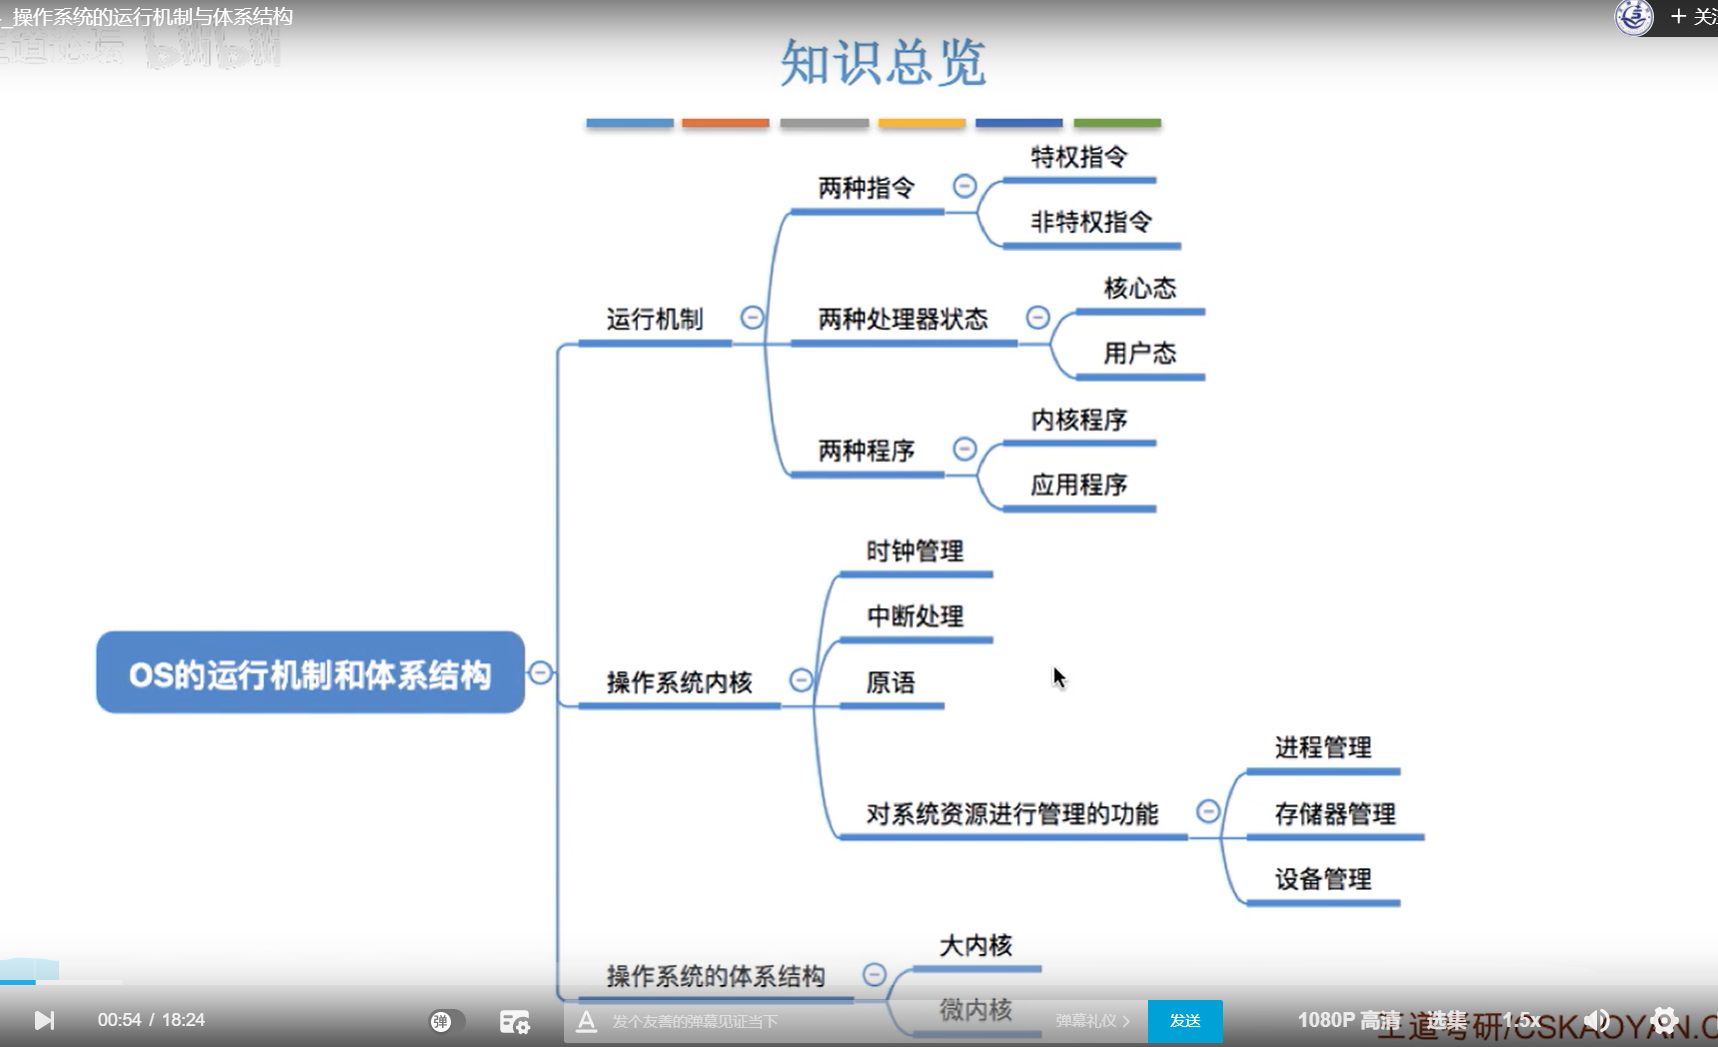 _操作系统的运行机制与体系结构
王道论坛 bilibili
+ 关注
知识总览
特权指令
两种指令
非特权指令
核心态
运行机制
两种处理器状态
用户态
内核程序
两种程序
应用程序
时钟管理
中断处理
OS的运行机制和体系结构
操作系统内核
原语
进程管理
对系统资源进行管理的功能
存储器管理
设备管理
大内核
操作系统的体系结构
微内核
00:54 / 18:24
弹
A
发个友善的弹幕见证当下
弹幕礼仪 >
发送
1080P 高清
选集
1.5x
王道考研/CSKAOYAN.C